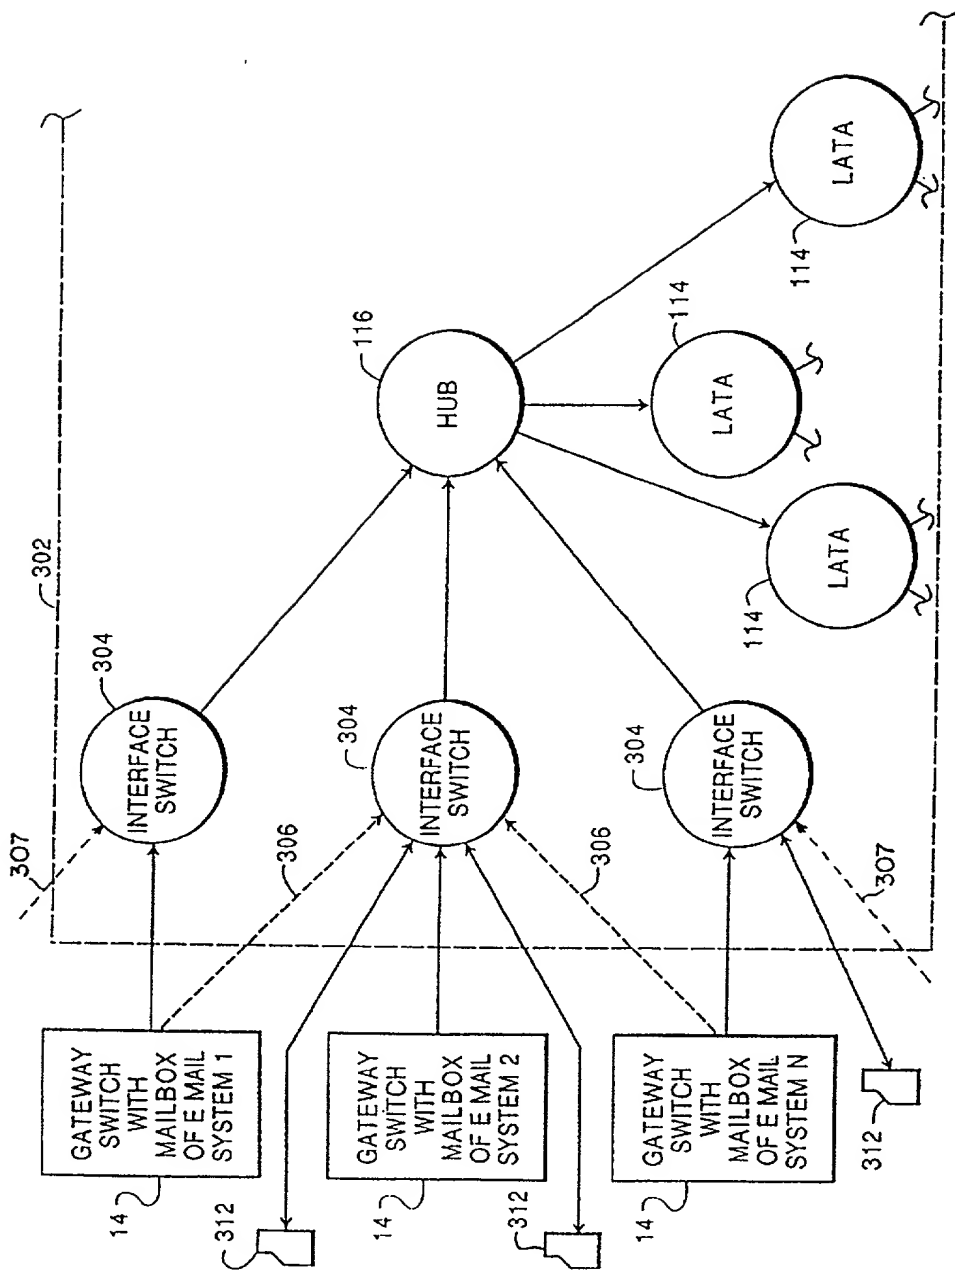 312
14
GATEWAY
SWITCH
WITH
MAILBOX
OF E MAIL
SYSTEM 1
312
14
GATEWAY
SWITCH
WITH
MAILBOX
OF E MAIL
SYSTEM 2
312
14
GATEWAY
SWITCH
WITH
MAILBOX
OF E MAIL
SYSTEM N
307
306
306
307
304
INTERFACE
SWITCH
304
INTERFACE
SWITCH
304
INTERFACE
SWITCH
302
116
HUB
114
LATA
114
LATA
114
LATA